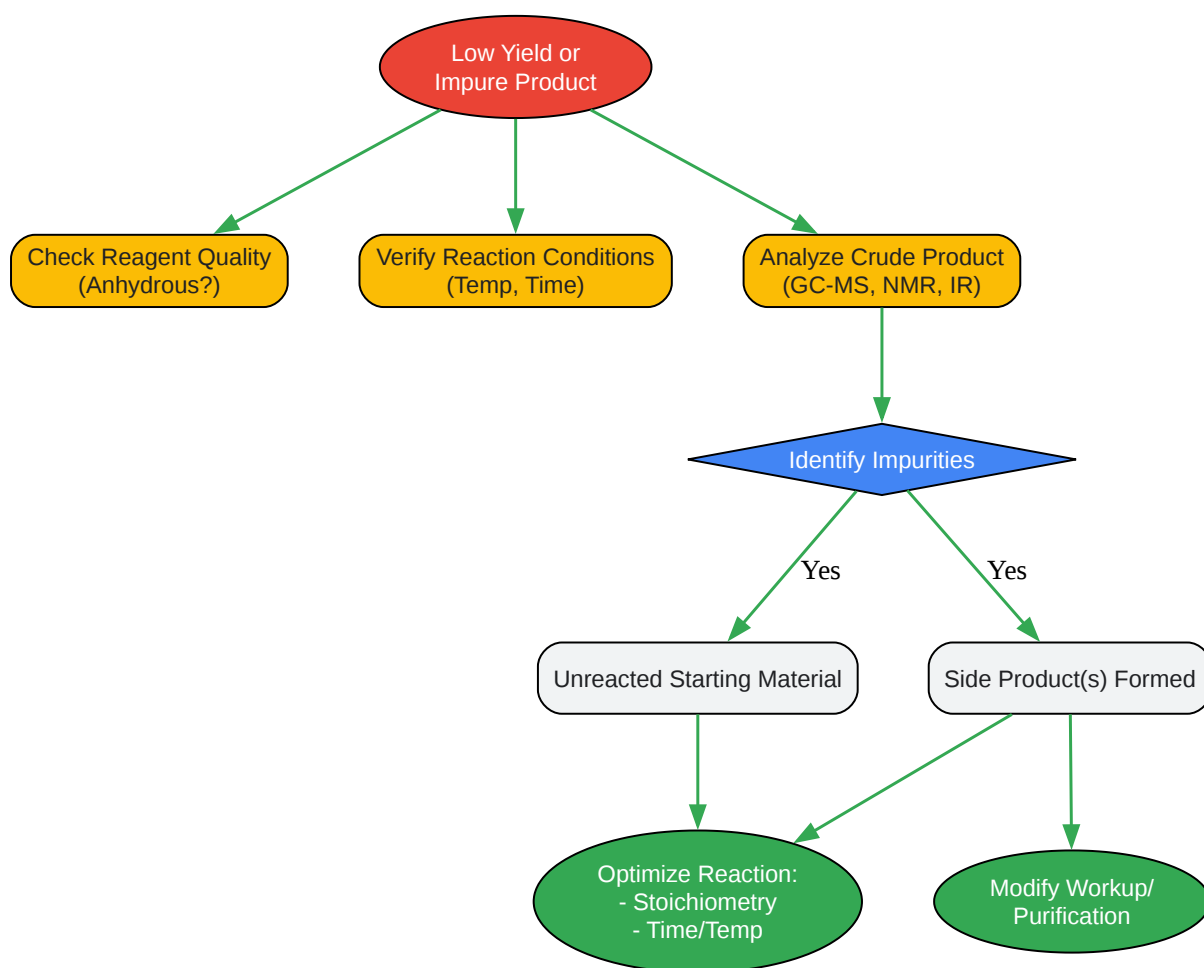 Low Yield or
Impure Product
Check Reagent Quality
(Anhydrous?)
Verify Reaction Conditions
(Temp, Time)
Analyze Crude Product
(GC-MS, NMR, IR)
Identify Impurities
Yes
Yes
Unreacted Starting Material
Side Product(s) Formed
Optimize Reaction:
- Stoichiometry
- Time/Temp
Modify Workup/
Purification